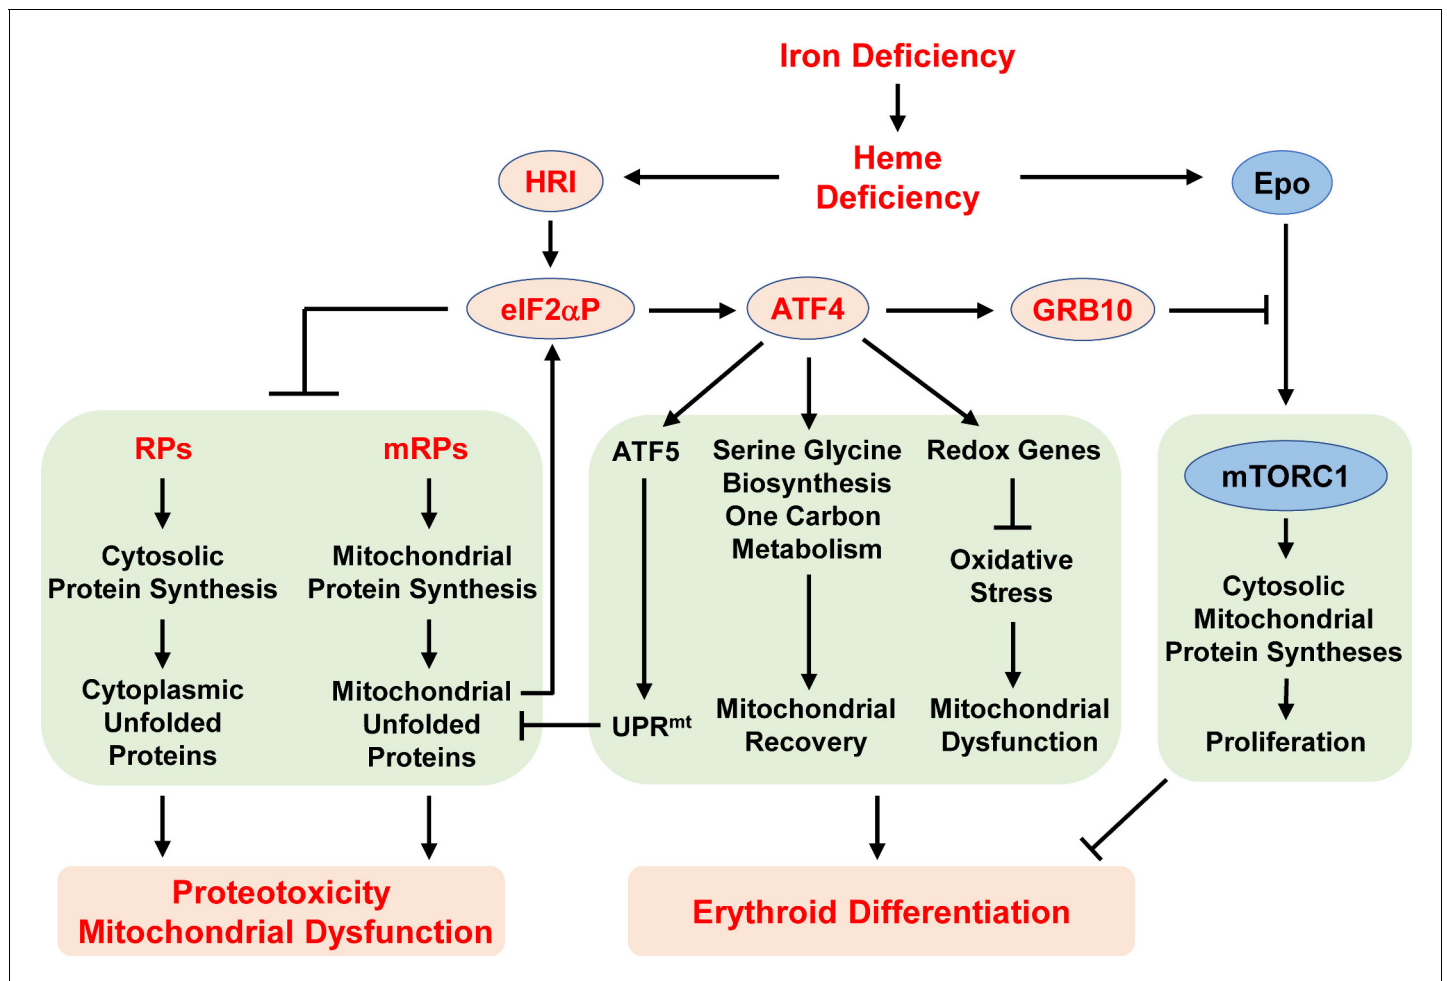 Iron Deficiency
Heme
Deficiency
HRI
Epo
eIF2αP
ATF4
GRB10
RPs
mRPs
Cytosolic
Protein Synthesis
Mitochondrial
Protein Synthesis
Cytoplasmic
Unfolded
Proteins
Mitochondrial
Unfolded
Proteins
ATF5
UPRmt
Serine Glycine
Biosynthesis
One Carbon
Metabolism
Mitochondrial
Recovery
Redox Genes
Oxidative
Stress
Mitochondrial
Dysfunction
mTORC1
Cytosolic
Mitochondrial
Protein Syntheses
Proliferation
Proteotoxicity
Mitochondrial Dysfunction
Erythroid Differentiation